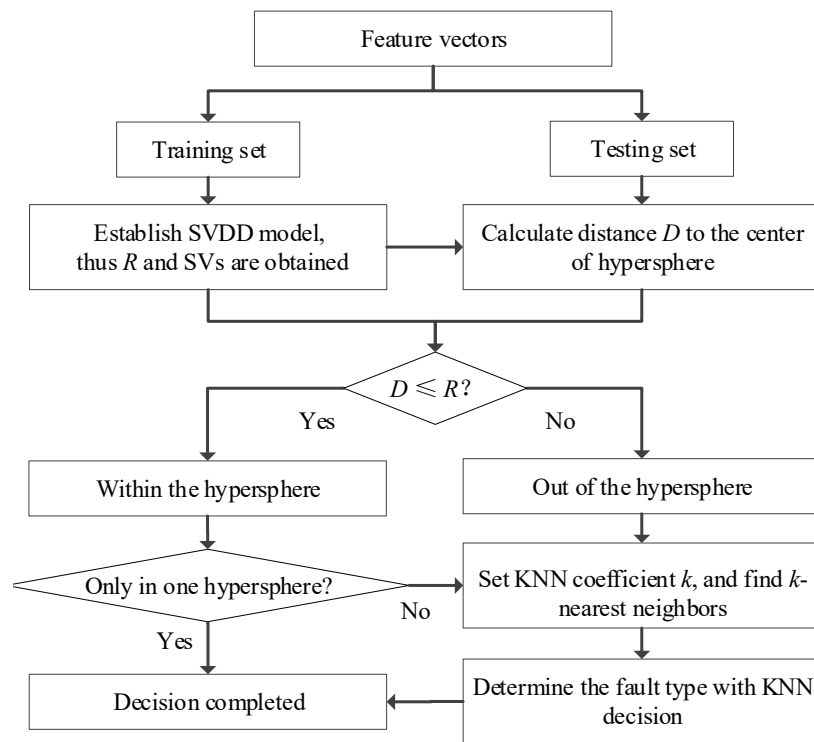 Feature vectors
Training set
Testing set
Establish SVDD model,
thus R and SVs are obtained
Calculate distance D to the center
of hypersphere
D ≤ R?
Yes
No
Within the hypersphere
Out of the hypersphere
Only in one hypersphere?
No
Set KNN coefficient k, and find k-
nearest neighbors
Yes
Decision completed
Determine the fault type with KNN
decision